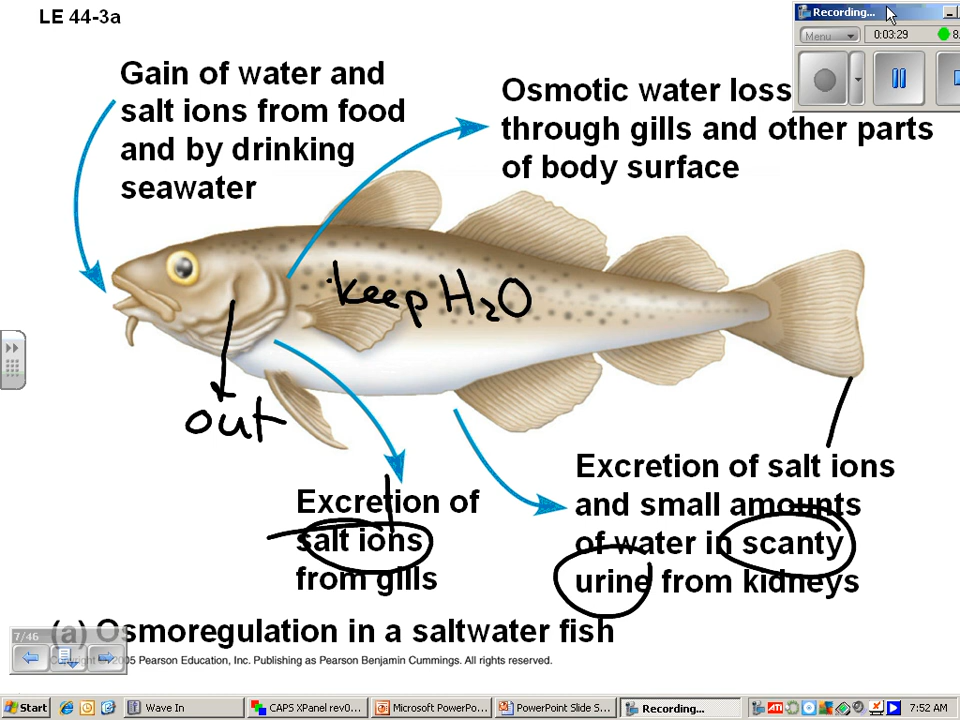 LE 44-3a
Recording...
Menu
0:03:29
8
Gain of water and
salt ions from food
and by drinking
seawater
Osmotic water loss
through gills and other parts
of body surface
keep H₂O
out
Excretion of
salt ions
from gills
Excretion of salt ions
and small amounts
of water in scanty
urine from kidneys
(a) Osmoregulation in a saltwater fish
7/46
Copyright © 2005 Pearson Education, Inc. Publishing as Pearson Benjamin Cummings. All rights reserved.
Start
Wave In
CAPS XPanel rev0...
Microsoft PowerPo...
PowerPoint Slide S...
Recording...
7:52 AM